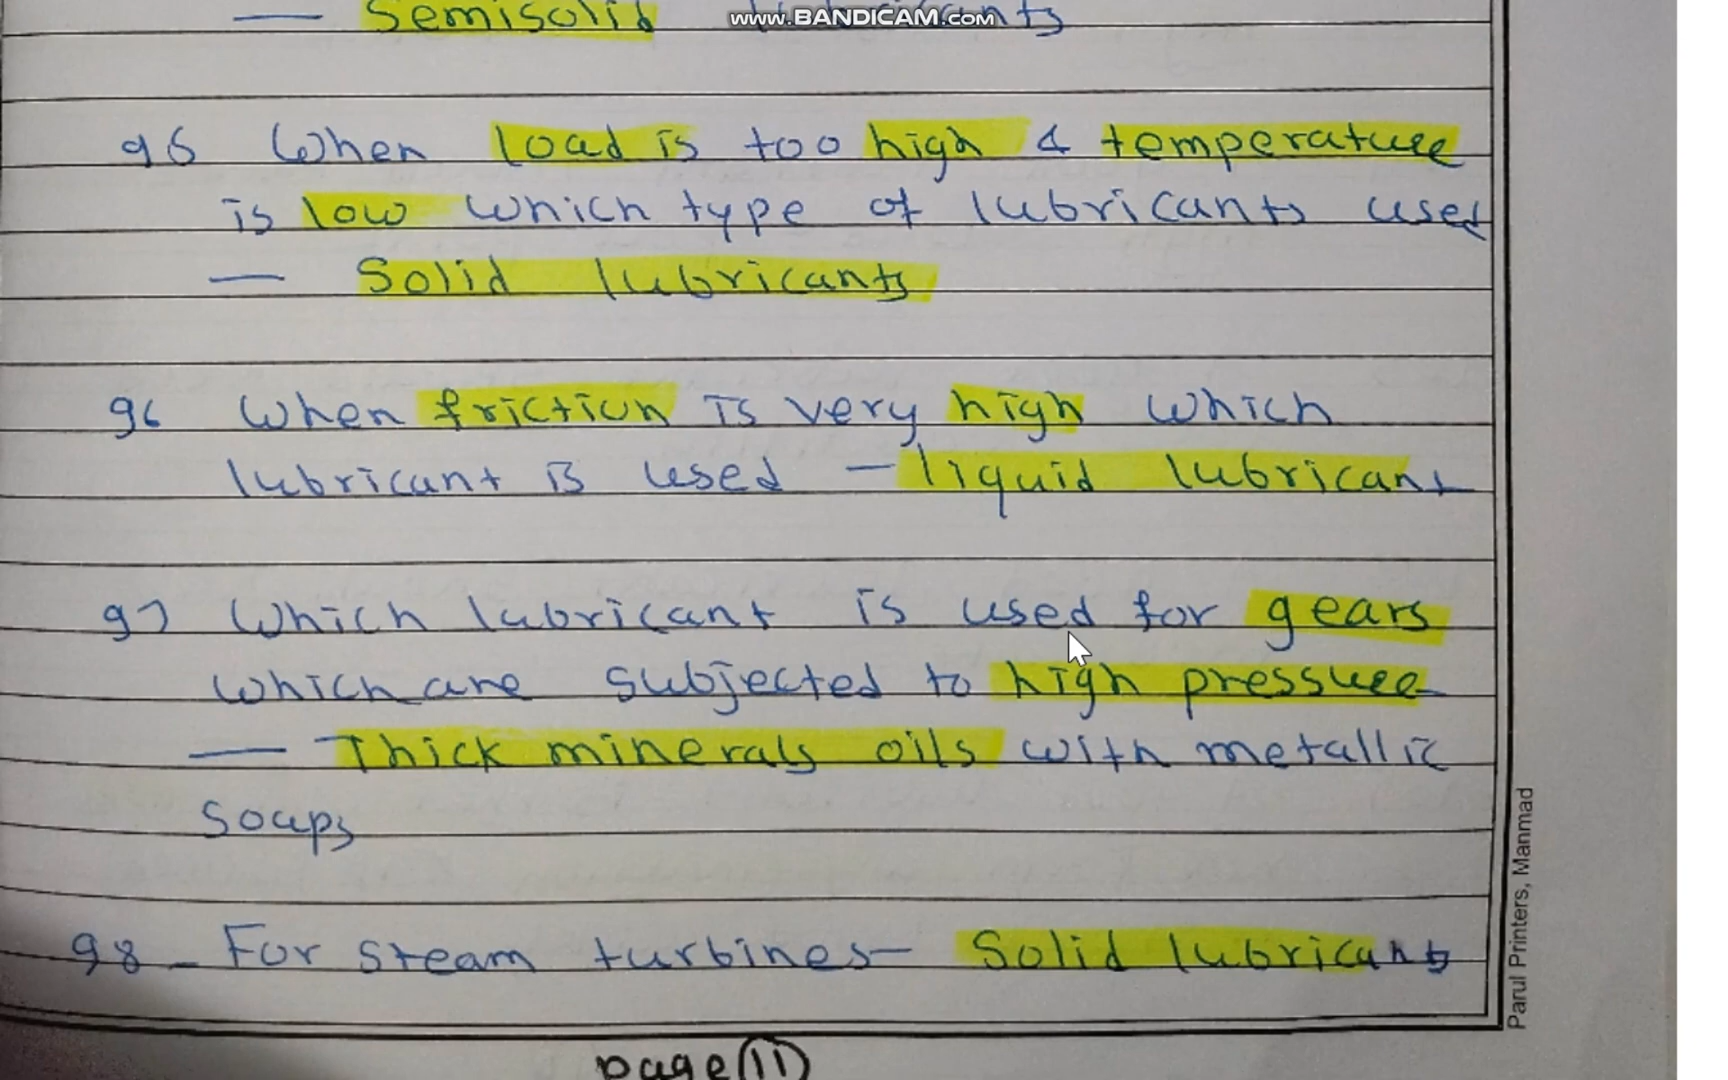 — Semisolid lubricants
www.BANDICAM.com
95 When load is too high & temperature
is low which type of lubricants used
— Solid lubricants
96 When friction is very high which
lubricant is used — liquid lubricant
97 Which lubricant is used for gears
which are subjected to high pressure
— Thick minerals oils with metallic
soaps
98 - For steam turbines - Solid lubricants
page 11
Parul Printers, Manmad